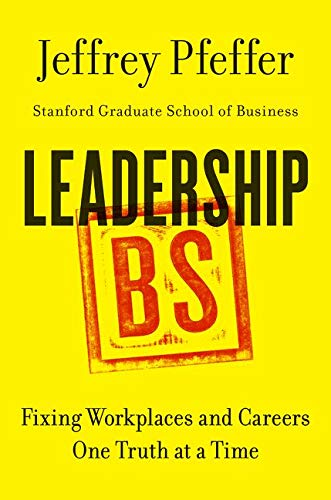 Jeffrey Pfeffer
Stanford Graduate School of Business
LEADERSHIP
BS
Fixing Workplaces and Careers
One Truth at a Time